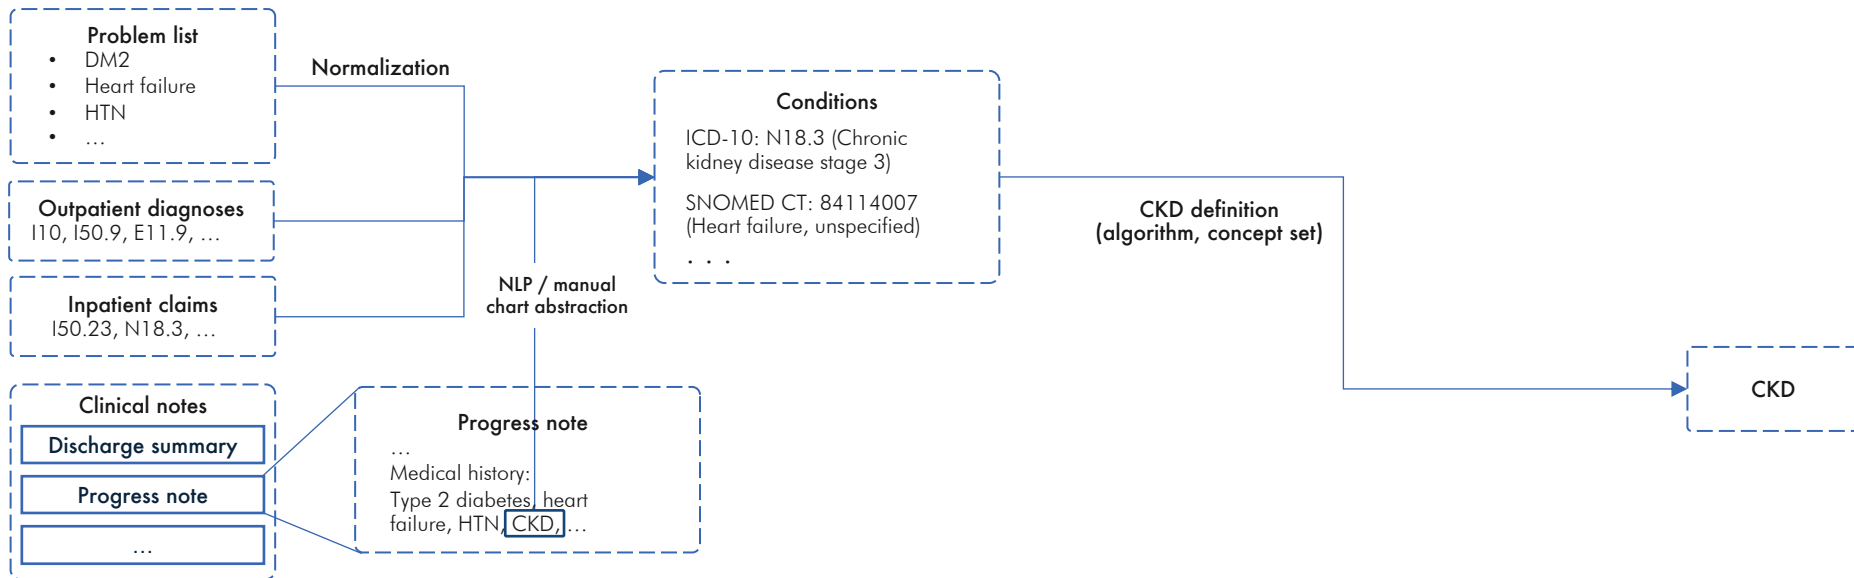 Problem list
• DM2
• Heart failure
• HTN
• …
Normalization
Outpatient diagnoses
I10, I50.9, E11.9, …
Inpatient claims
I50.23, N18.3, …
Clinical notes
Discharge summary
Progress note
…
Progress note
…
Medical history:
Type 2 diabetes, heart
failure, HTN, CKD, …
NLP / manual
chart abstraction
Conditions
ICD-10: N18.3 (Chronic
kidney disease stage 3)
SNOMED CT: 84114007
(Heart failure, unspecified)
. . .
CKD definition
(algorithm, concept set)
CKD